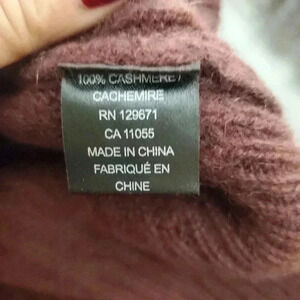 100% CASHMERE /
CACHEMIRE
RN 129671
CA 11055
MADE IN CHINA
FABRIQUÉ EN
CHINE